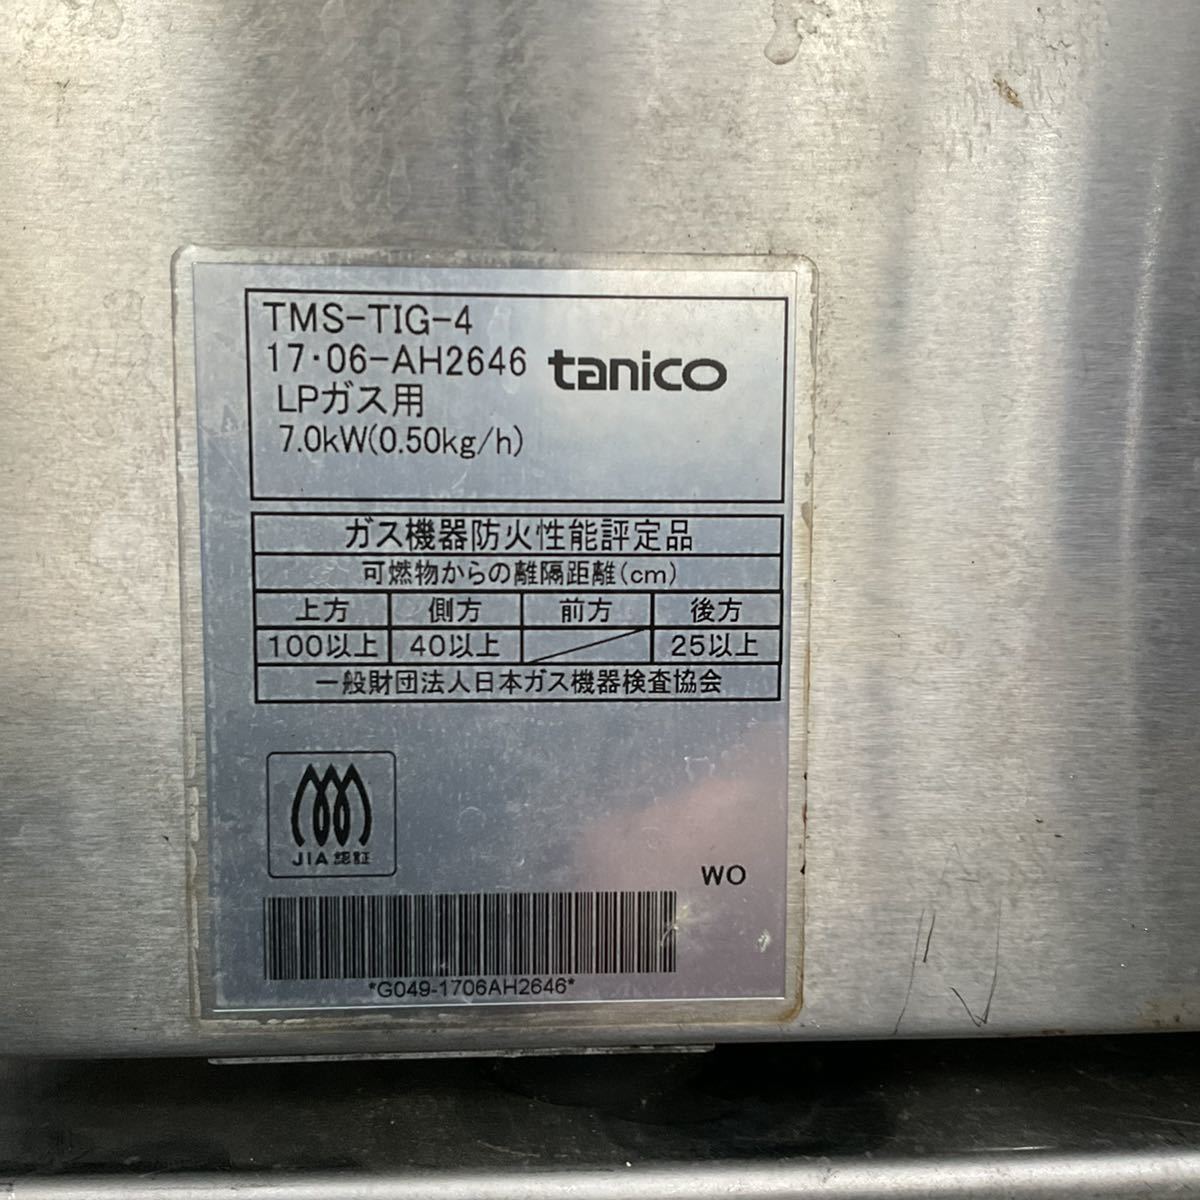 TMS-TIG-4
17・06-AH2646
tanico
LPガス用
7.0kW(0.50kg/h)
ガス機器防火性能評定品
可燃物からの離隔距離(cm)
上方 側方 前方 後方
100以上 40以上 25以上
一般財団法人日本ガス機器検査協会
JIA 認証
WO
*G049-1706AH2646*